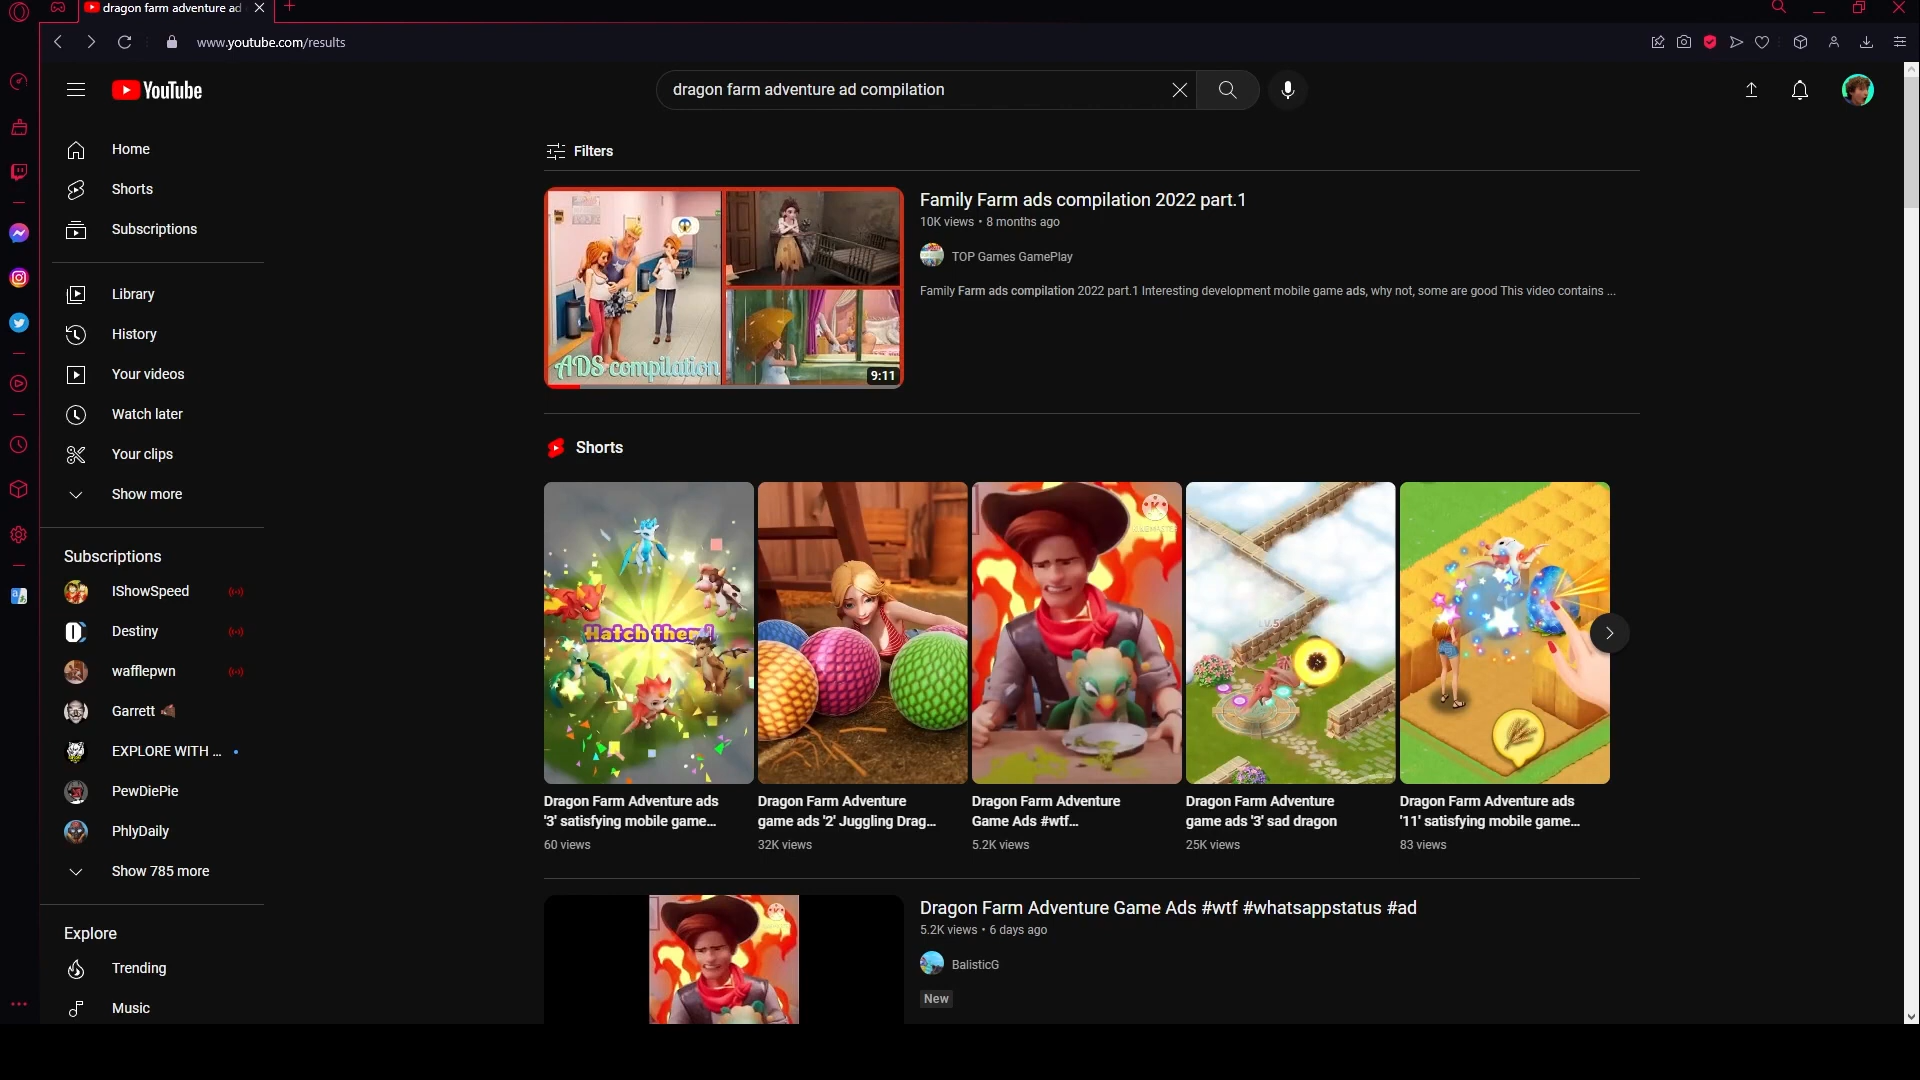 dragon farm adventure ad
www.youtube.com/results
YouTube
dragon farm adventure ad compilation
Home
Shorts
Subscriptions
Library
History
Your videos
Watch later
Your clips
Show more
Subscriptions
IShowSpeed
Destiny
wafflepwn
Garrett
EXPLORE WITH ...
PewDiePie
PhlyDaily
Show 785 more
Explore
Trending
Music
Filters
ADS compilation
9:11
Family Farm ads compilation 2022 part.1
10K views • 8 months ago
TOP Games GamePlay
Family Farm ads compilation 2022 part.1 Interesting development mobile game ads, why not, some are good This video contains ...
Shorts
Hatch them!
LV.5
Dragon Farm Adventure ads
'3' satisfying mobile game...
60 views
Dragon Farm Adventure
game ads '2' Juggling Drag...
32K views
Dragon Farm Adventure
Game Ads #wtf...
5.2K views
Dragon Farm Adventure
game ads '3' sad dragon
25K views
Dragon Farm Adventure ads
'11' satisfying mobile game...
83 views
Dragon Farm Adventure Game Ads #wtf #whatsappstatus #ad
5.2K views • 6 days ago
BalisticG
New